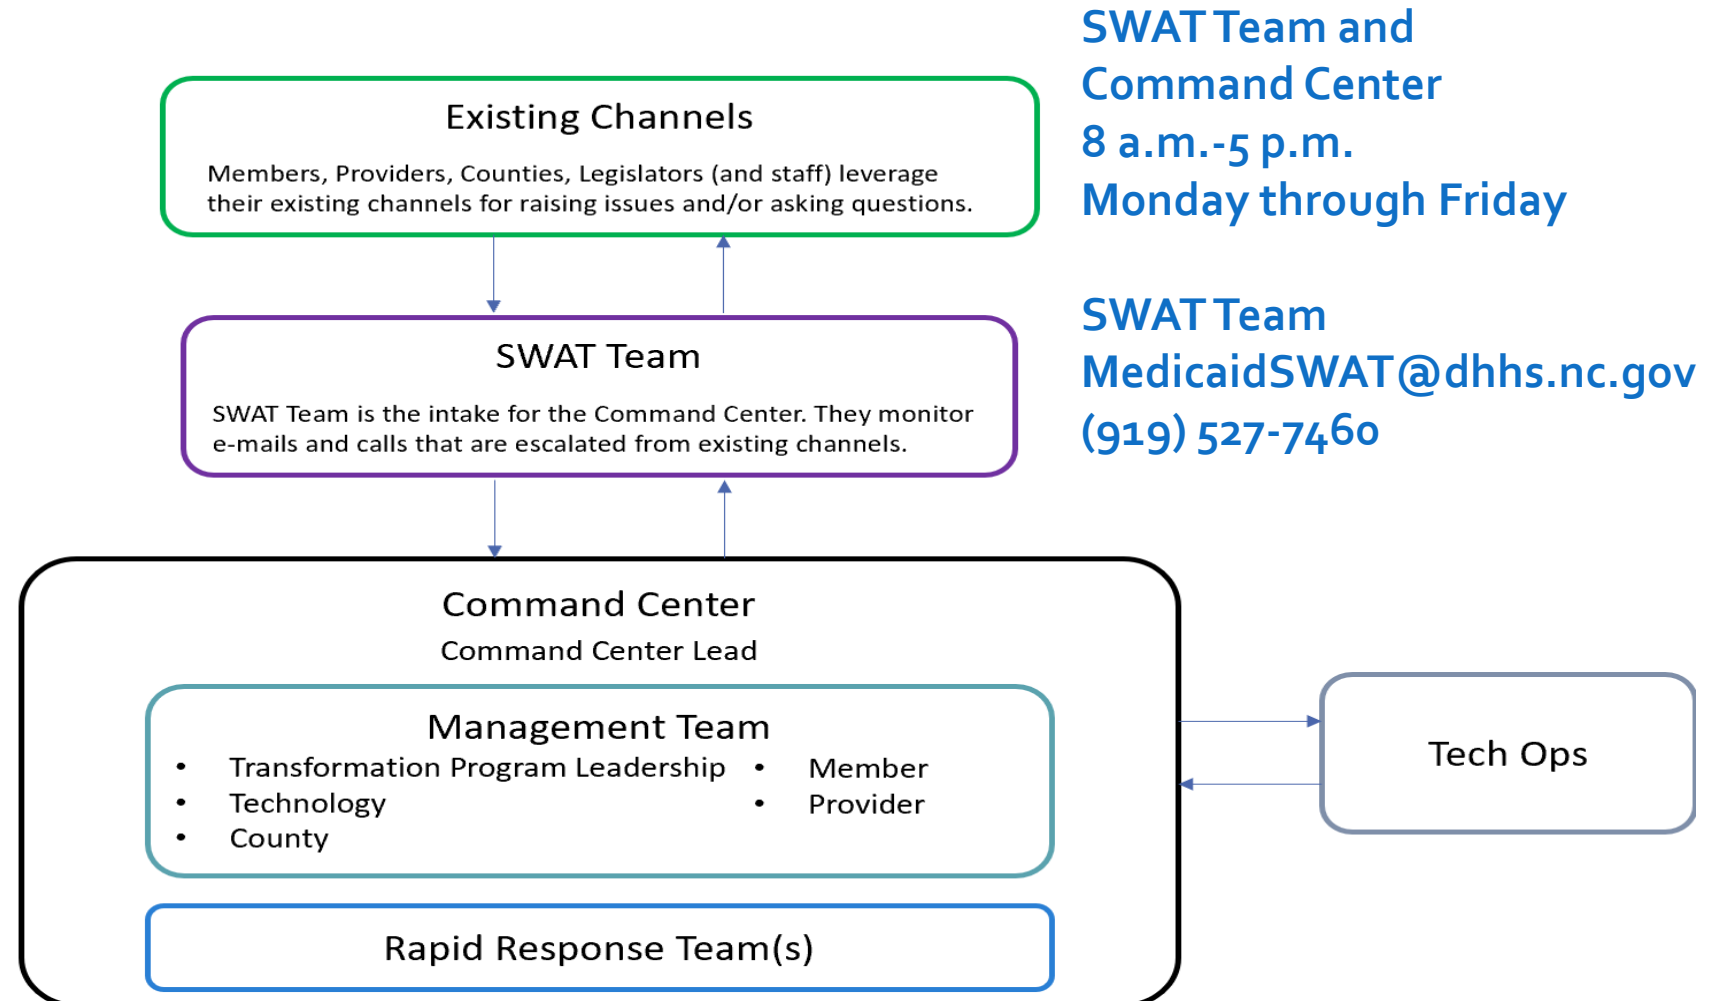 SWAT Team and
Command Center
8 a.m.-5 p.m.
Monday through Friday
SWAT Team
MedicaidSWAT@dhhs.nc.gov
(919) 527-7460
Existing Channels
Members, Providers, Counties, Legislators (and staff) leverage
their existing channels for raising issues and/or asking questions.
SWAT Team
SWAT Team is the intake for the Command Center. They monitor
e-mails and calls that are escalated from existing channels.
Command Center
Command Center Lead
Management Team
• Transformation Program Leadership
• Technology
• County
• Member
• Provider
Rapid Response Team(s)
Tech Ops